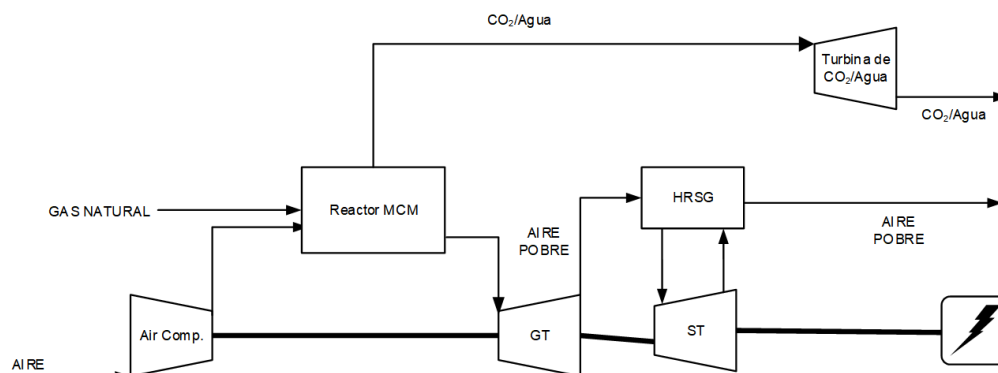 CO₂/Agua
Turbina de
CO₂/Agua
CO₂/Agua
GAS NATURAL
Reactor MCM
HRSG
AIRE
POBRE
AIRE
POBRE
Air Comp.
GT
ST
AIRE